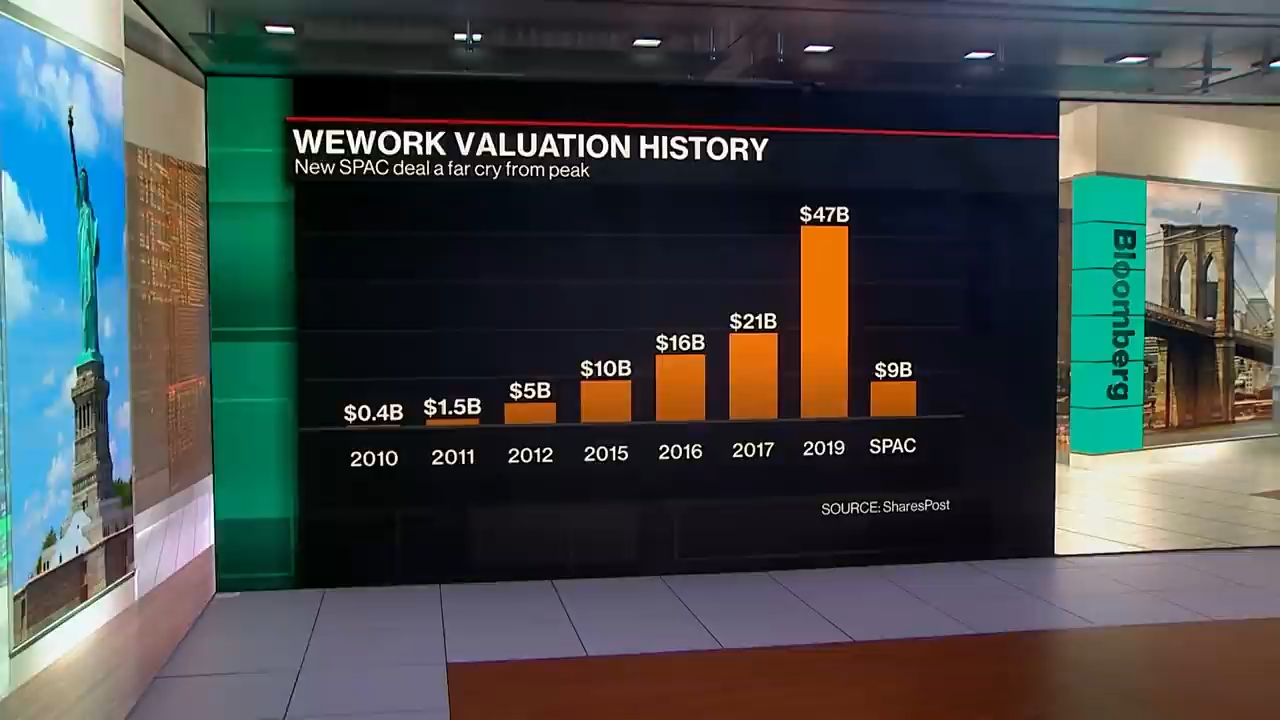 WEWORK VALUATION HISTORY
New SPAC deal a far cry from peak
$0.4B
$1.5B
$5B
$10B
$16B
$21B
$47B
$9B
2010
2011
2012
2015
2016
2017
2019
SPAC
SOURCE: SharesPost
Bloomberg